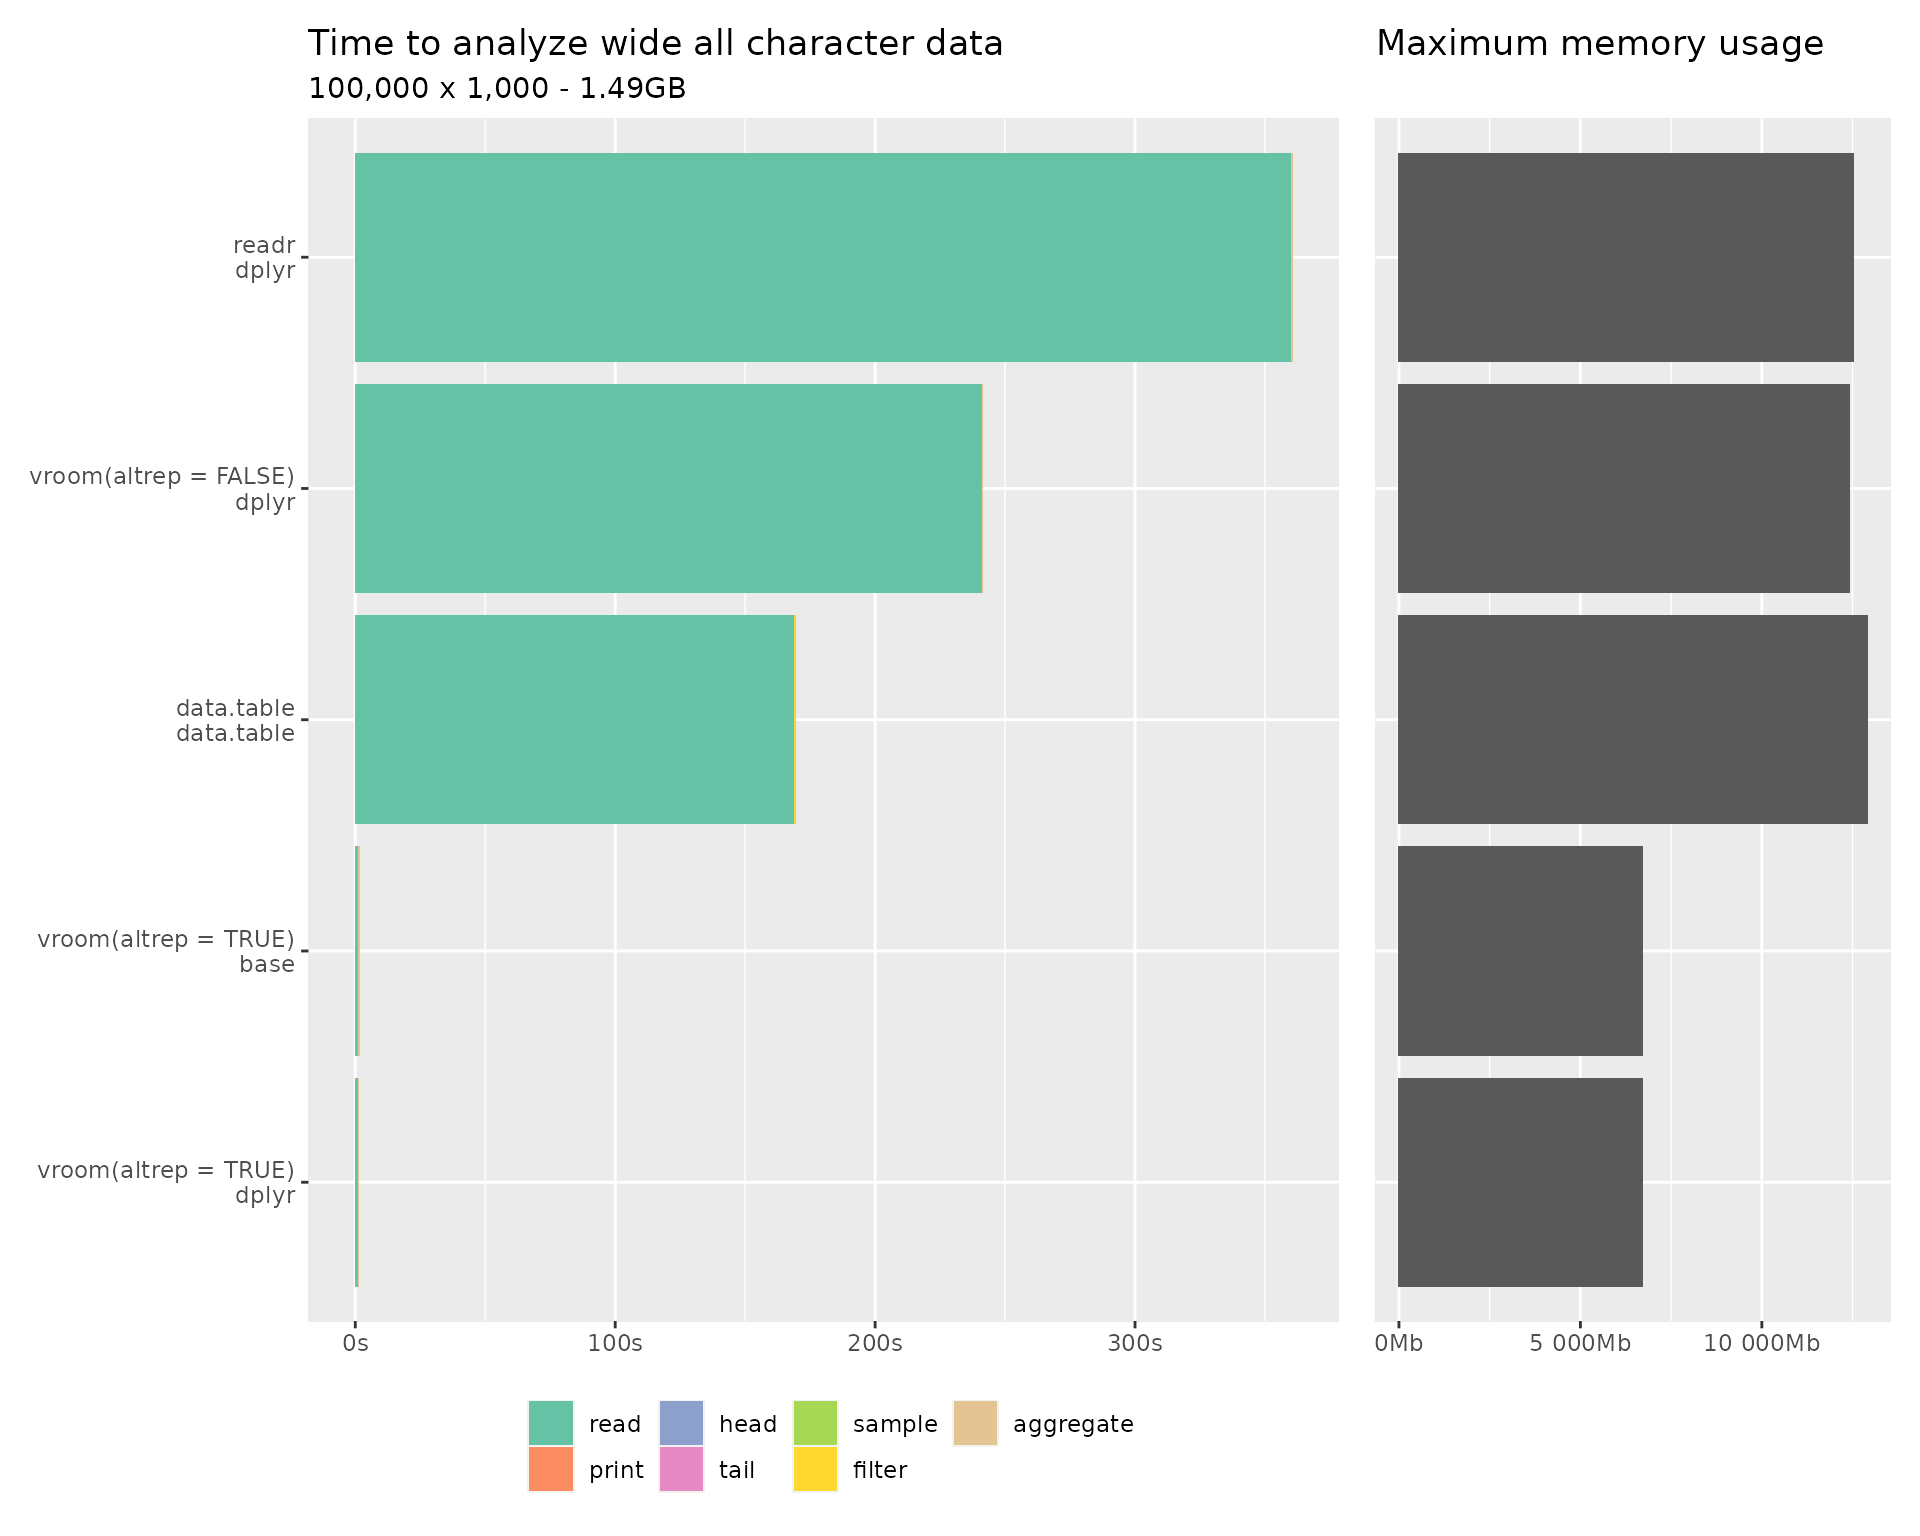 Time to analyze wide all character data
100,000 x 1,000 - 1.49GB
Maximum memory usage
readr
dplyr
vroom(altrep = FALSE)
dplyr
data.table
data.table
vroom(altrep = TRUE)
base
vroom(altrep = TRUE)
dplyr
0s 100s 200s 300s
0Mb 5 000Mb 10 000Mb
read head sample aggregate
print tail filter